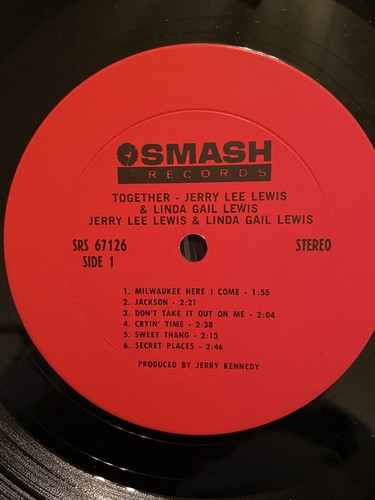 SMASH
RECORDS
TOGETHER - JERRY LEE LEWIS
& LINDA GAIL LEWIS
JERRY LEE LEWIS & LINDA GAIL LEWIS
SRS 67126 STEREO
SIDE 1
1. MILWAUKEE HERE I COME - 1:55
2. JACKSON - 2:21
3. DON'T TAKE IT OUT ON ME - 2:04
4. CRYIN' TIME - 2:38
5. SWEET THANG - 2:13
6. SECRET PLACES - 2:46
PRODUCED BY JERRY KENNEDY